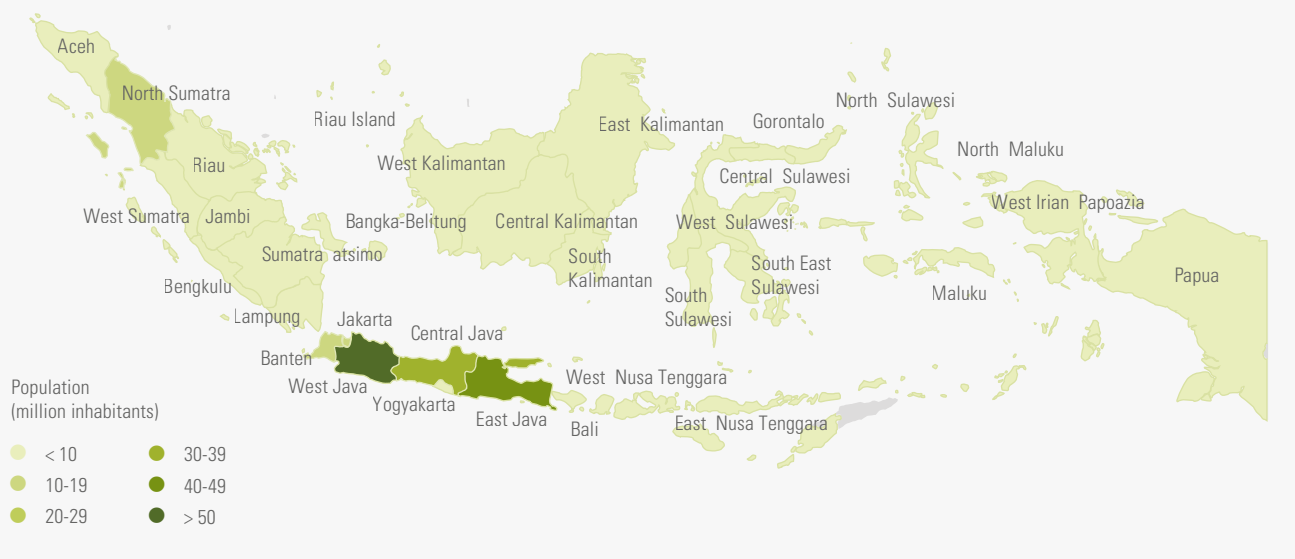 Aceh
North Sumatra
Riau Island
Riau
West Sumatra
Jambi
Bangka-Belitung
Sumatra atsimo
Bengkulu
Lampung
West Kalimantan
East Kalimantan
Central Kalimantan
South
Kalimantan
Gorontalo
North Sulawesi
Central Sulawesi
West Sulawesi
South East
Sulawesi
South
Sulawesi
North Maluku
West Irian Papoazia
Maluku
Papua
Jakarta
Central Java
Banten
West Java
Yogyakarta
East Java
Bali
West Nusa Tenggara
East Nusa Tenggara
Population
(million inhabitants)
< 10
10-19
20-29
30-39
40-49
> 50